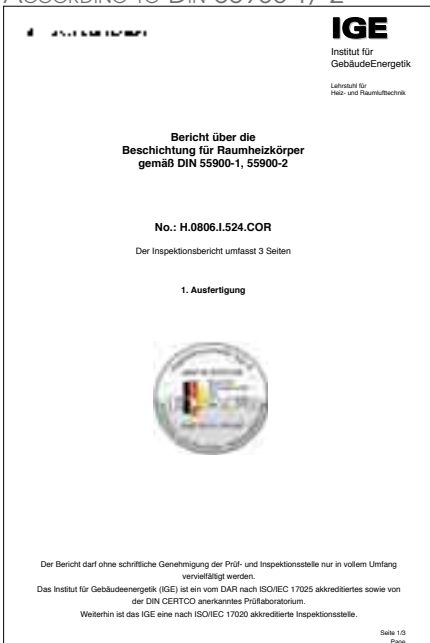 ACCORDING TO DIN 55900-1/-2
IGE
Institut für
GebäudeEnergetik
Lehrstuhl für
Heiz- und Raumlufttechnik
Bericht über die
Beschichtung für Raumheizkörper
gemäß DIN 55900-1, 55900-2
No.: H.0806.I.524.COR
Der Inspektionsbericht umfasst 3 Seiten
1. Ausfertigung
Der Bericht darf ohne schriftliche Genehmigung der Prüf- und Inspektionsstelle nur in vollem Umfang
vervielfältigt werden.
Das Institut für Gebäudeenergetik (IGE) ist ein vom DAR nach ISO/IEC 17025 akkreditiertes sowie von
der DIN CERTCO anerkanntes Prüflaboratorium.
Weiterhin ist das IGE eine nach ISO/IEC 17020 akkreditierte Inspektionsstelle.
Seite 1/3
Page